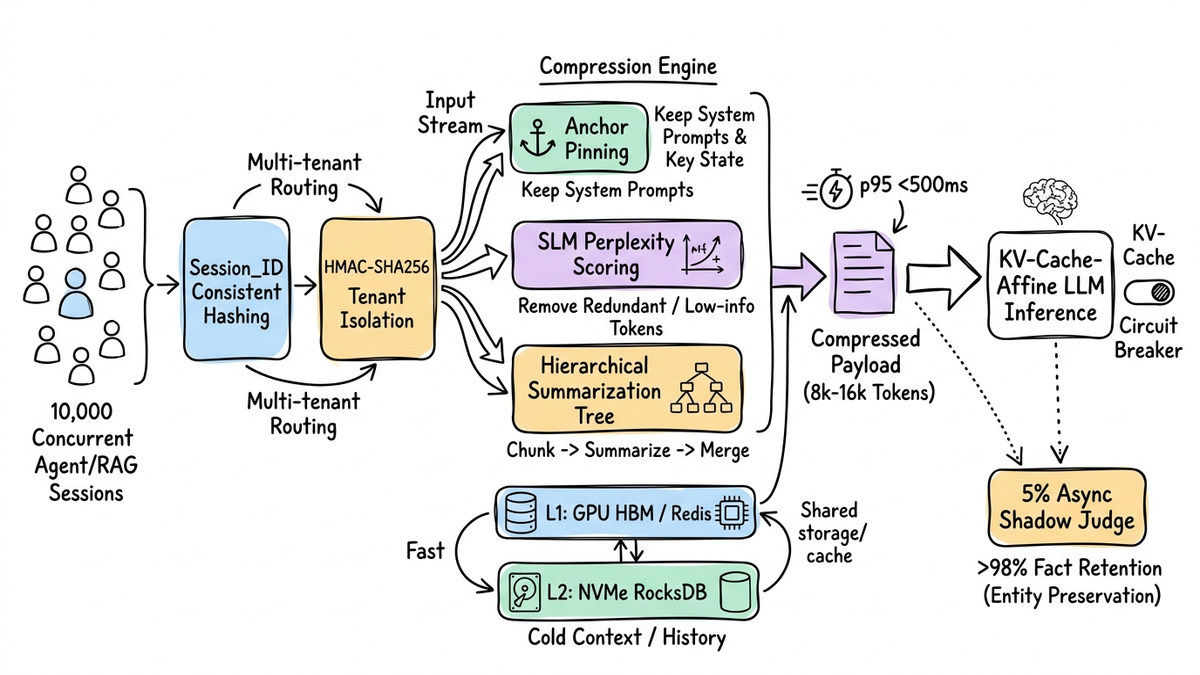 Compression Engine
Input
Stream
Anchor
Pinning
Keep System
Prompts &
Key State
Keep System Prompts
Multi-tenant
Routing
Session_ID
Consistent
Hashing
HMAC-SHA256
Tenant
Isolation
Multi-tenant
Routing
10,000
Concurrent
Agent/RAG
Sessions
SLM Perplexity
Scoring
Remove Redundant / Low-info
Tokens
Hierarchical
Summarization
Tree
Chunk -> Summarize -> Merge
p95 <500ms
Compressed
Payload
(8k-16k Tokens)
KV-Cache-
Affine LLM
Inference
KV-
Cache
Circuit
Breaker
L1: GPU HBM / Redis
Fast
Shared
storage/
cache
L2: NVMe RocksDB
Cold Context / History
5% Async
Shadow Judge
>98% Fact Retention
(Entity Preservation)